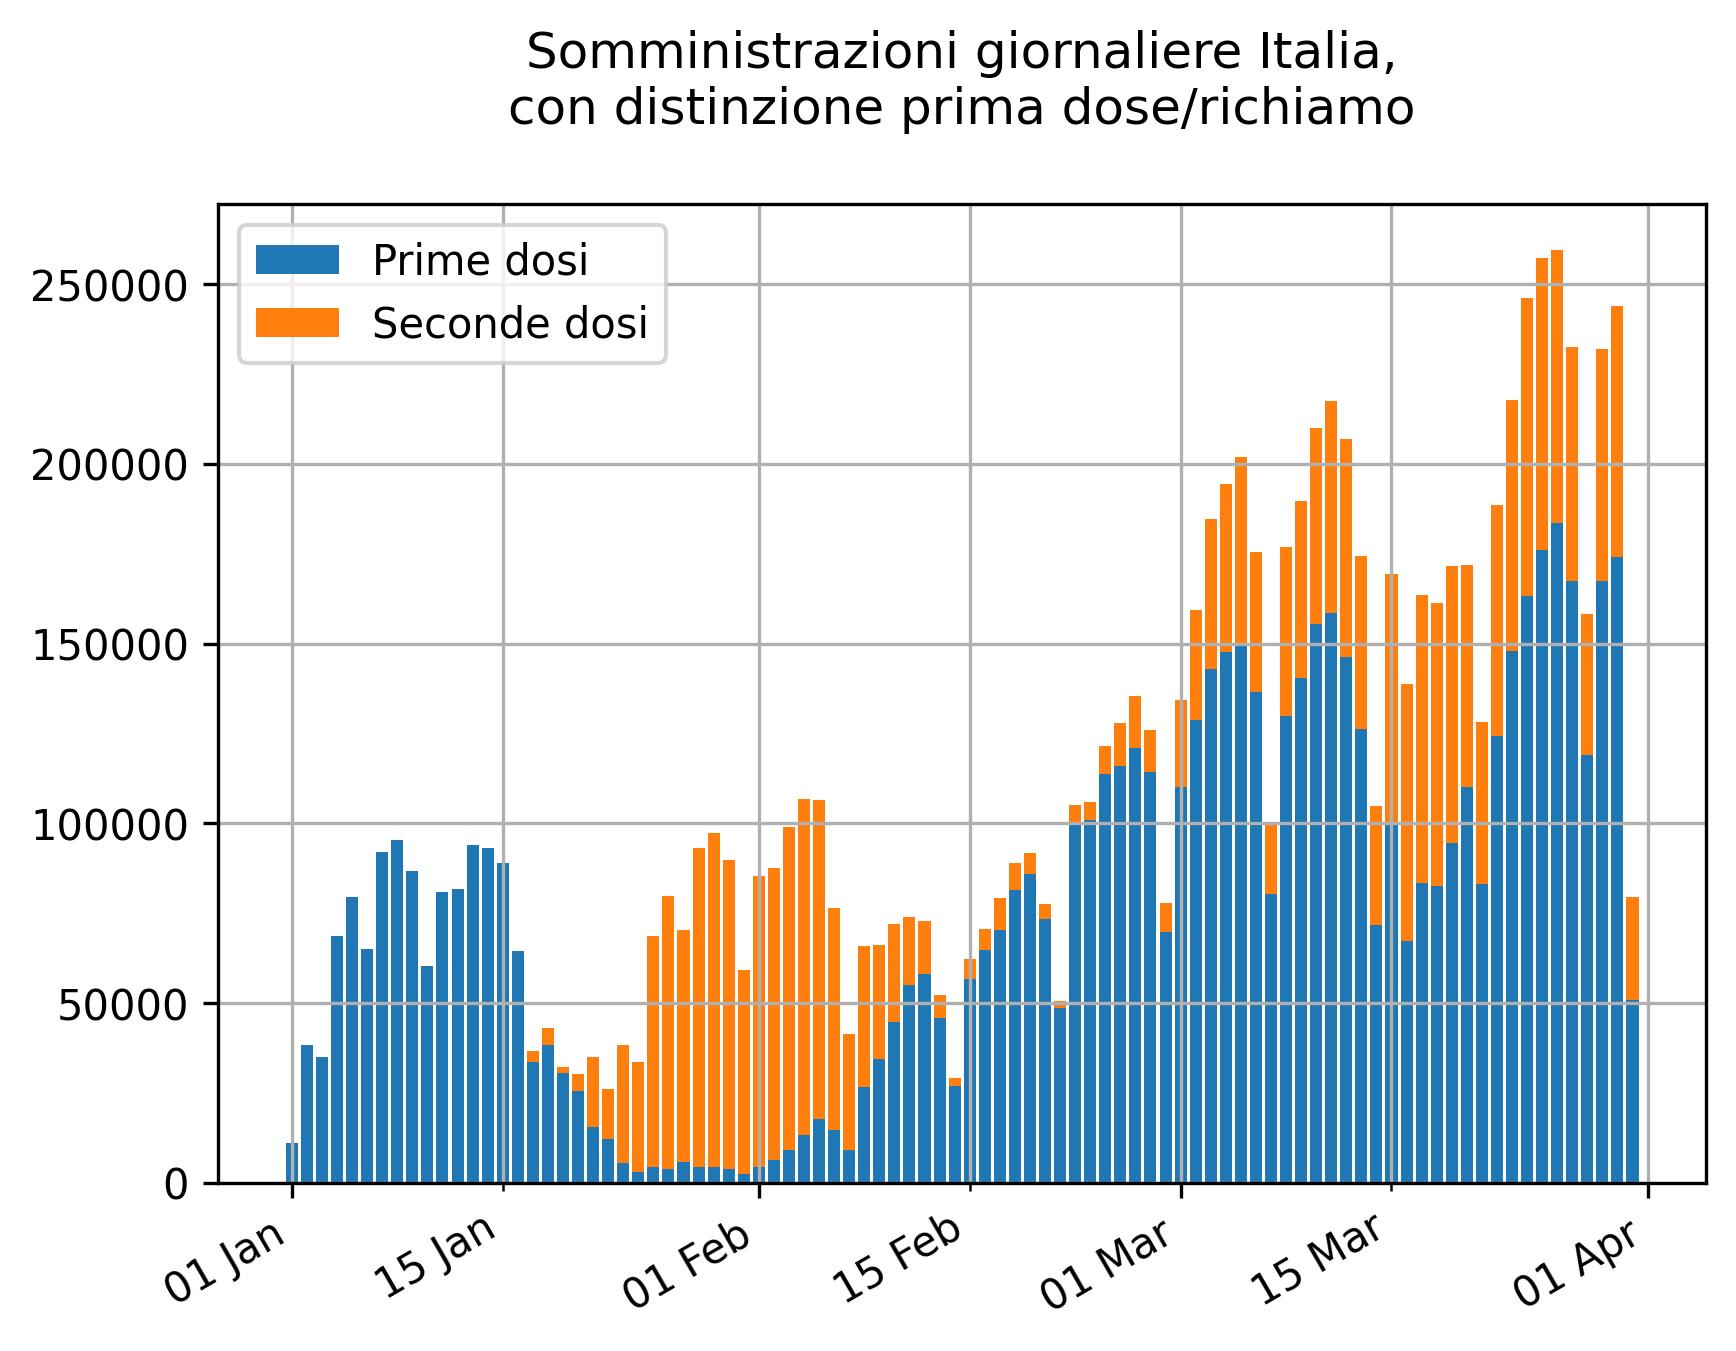 Somministrazioni giornaliere Italia,
con distinzione prima dose/richiamo
Prime dosi
Seconde dosi
250000
200000
150000
100000
50000
0
01 Jan
15 Jan
01 Feb
15 Feb
01 Mar
15 Mar
01 Apr